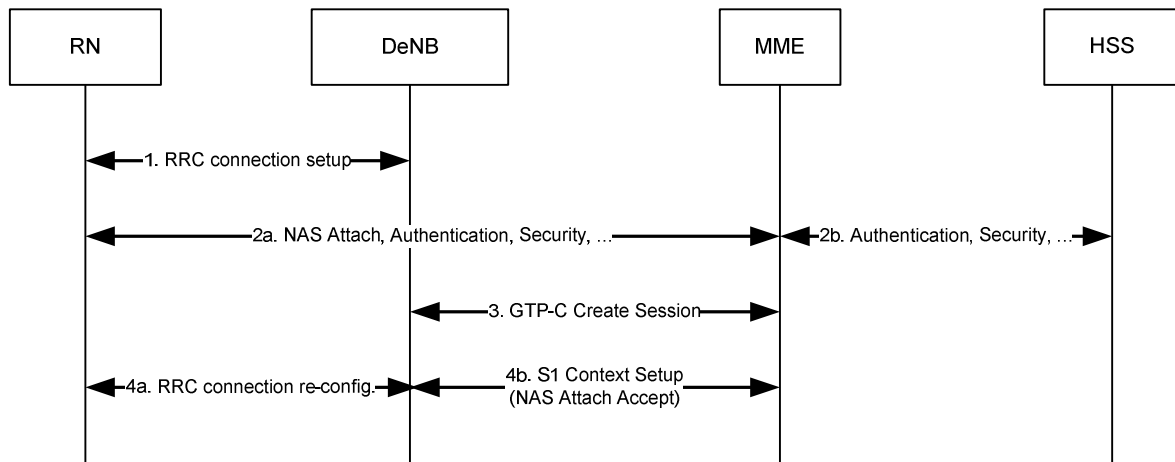 RN
DeNB
MME
HSS
1. RRC connection setup
2a. NAS Attach, Authentication, Security, ...
2b. Authentication, Security, ...
3. GTP-C Create Session
4a. RRC connection re-config.
4b. S1 Context Setup
(NAS Attach Accept)